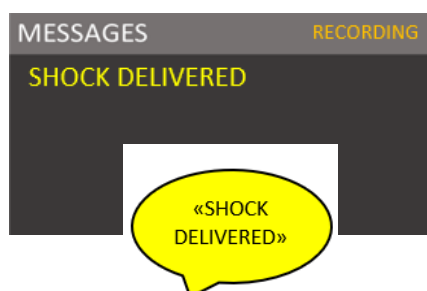 MESSAGES RECORDING
SHOCK DELIVERED
«SHOCK
DELIVERED»